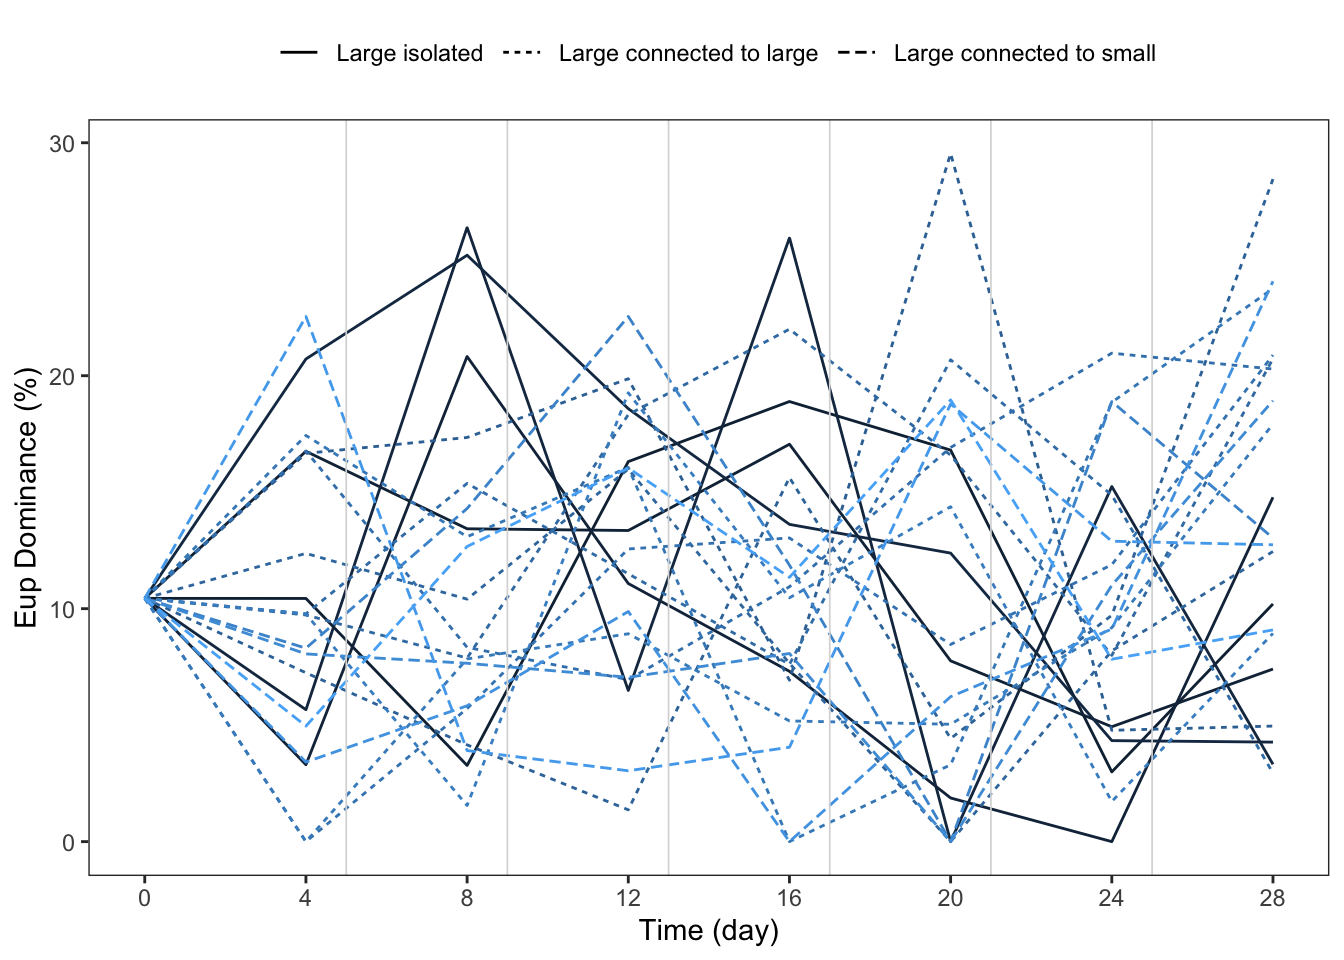 Large isolated Large connected to large Large connected to small
30
20
10
0
Eup Dominance (%)
0 4 8 12 16 20 24 28
Time (day)